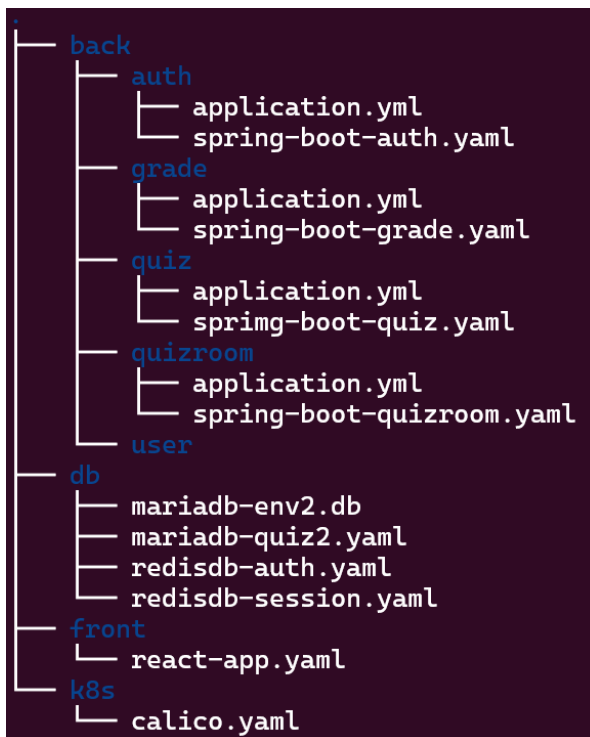 .
├── back
│   ├── auth
│   │   ├── application.yml
│   │   └── spring-boot-auth.yaml
│   ├── grade
│   │   ├── application.yml
│   │   └── spring-boot-grade.yaml
│   ├── quiz
│   │   ├── application.yml
│   │   └── sprimg-boot-quiz.yaml
│   ├── quizroom
│   │   ├── application.yml
│   │   └── spring-boot-quizroom.yaml
│   └── user
├── db
│   ├── mariadb-env2.db
│   ├── mariadb-quiz2.yaml
│   ├── redisdb-auth.yaml
│   └── redisdb-session.yaml
├── front
│   └── react-app.yaml
└── k8s
    └── calico.yaml